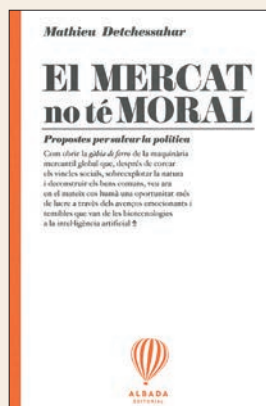 Mathieu Detchessahar
El MERCAT
no té MORAL
Propostes per salvar la política
Com obrir la gàbia de ferro de la maquinària
mercantil global que, després de corcar
els vincles socials, sobreexplotar la natura
i deconstruir els béns comuns, veu ara
en el mateix cos humà una oportunitat més
de lucre a través dels avenços emocionants i
temibles que van de les biotecnologies
a la intel·ligència artificial
ALBADA
EDITORIAL